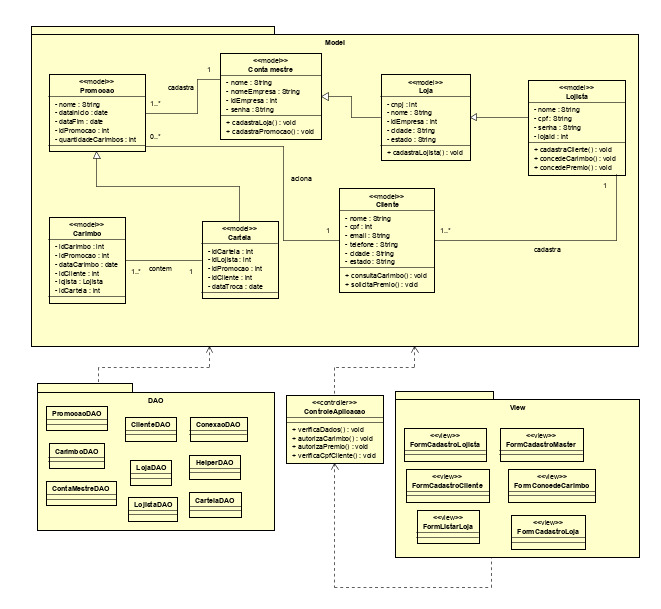 Model
<<model>>
Promocao
- nome : String
- dataInicio : date
- dataFim : date
- idPromocao : int
- quantidadeCarimbos : int
1..*
0..*
cadastra
1
<<model>>
Conta mestre
- nome : String
- nomeEmpresa : String
- idEmpresa : int
- senha : String
+ cadastraLoja() : void
+ cadastraPromocao() : void
<<model>>
Loja
- cnpj : int
- nome : String
- idEmpresa : int
- cidade : String
- estado : String
+ cadastraLojista() : void
<<model>>
Lojista
- nome : String
- cpf : String
- senha : String
- lojaId : int
+ cadastraCilerte() : void
+ concedeCarimbo() : void
+ concedePremio() : void
1
aciona
<<model>>
Cliente
- nome : String
- cpf : int
- email : String
- telefone : String
- cidade : String
- estado : String
+ consultaCarimbo() : void
+ solicitaPremio() : void
1
1..*
cadastra
<<model>>
Carimbo
- idCarimbo : int
- idPromocao : int
- dataCarimbo : date
- idCliente : int
- lojista : Lojista
- idCartela : int
contem
1..*
1
<<model>>
Cartela
- idCartela : int
- idLojista : int
- idPromocao : int
- idCliente : int
- dataTroca : date
DAO
PromocaoDAO
ClienteDAO
ConexaoDAO
CarimboDAO
LojaDAO
HelperDAO
ContaMestreDAO
LojistaDAO
CartelaDAO
<<controller>>
ControleAplicacao
+ verificaDados() : void
+ autorizaCarimbo() : void
+ autorizaPremio() : void
+ verificaCpfCliente() : void
View
<<view>>
FormCadastroLojista
<<view>>
FormCadastroMaster
<<view>>
FormCadastroCliente
<<view>>
FormConcedeCarimbo
<<view>>
FormListarLoja
<<view>>
FormCadastroLoja